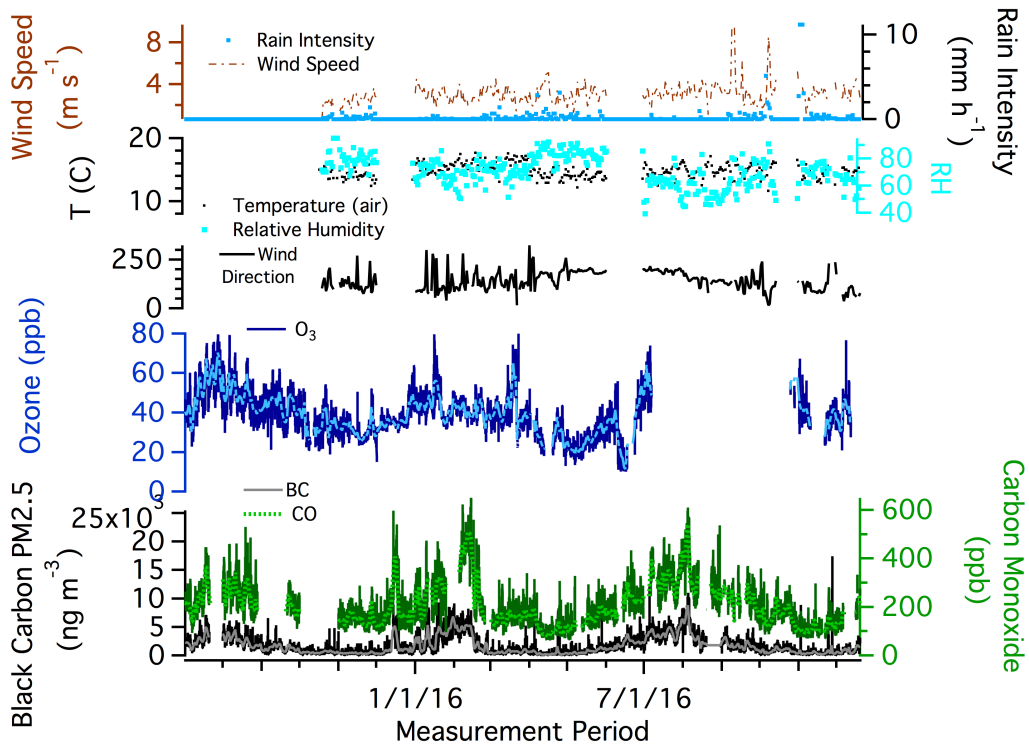 Wind Speed
(m s-1)
8
4
Rain Intensity
Wind Speed
10
0
Rain Intensity
(mm h-1)
T (C)
20
10
80
60
40
RH
Temperature (air)
Relative Humidity
Wind
Direction
250
0
Ozone (ppb)
80
60
40
20
0
O3
Black Carbon PM2.5
(ng m-3)
25x103
20
15
10
5
0
BC
CO
600
400
200
0
Carbon Monoxide
(ppb)
1/1/16
7/1/16
Measurement Period